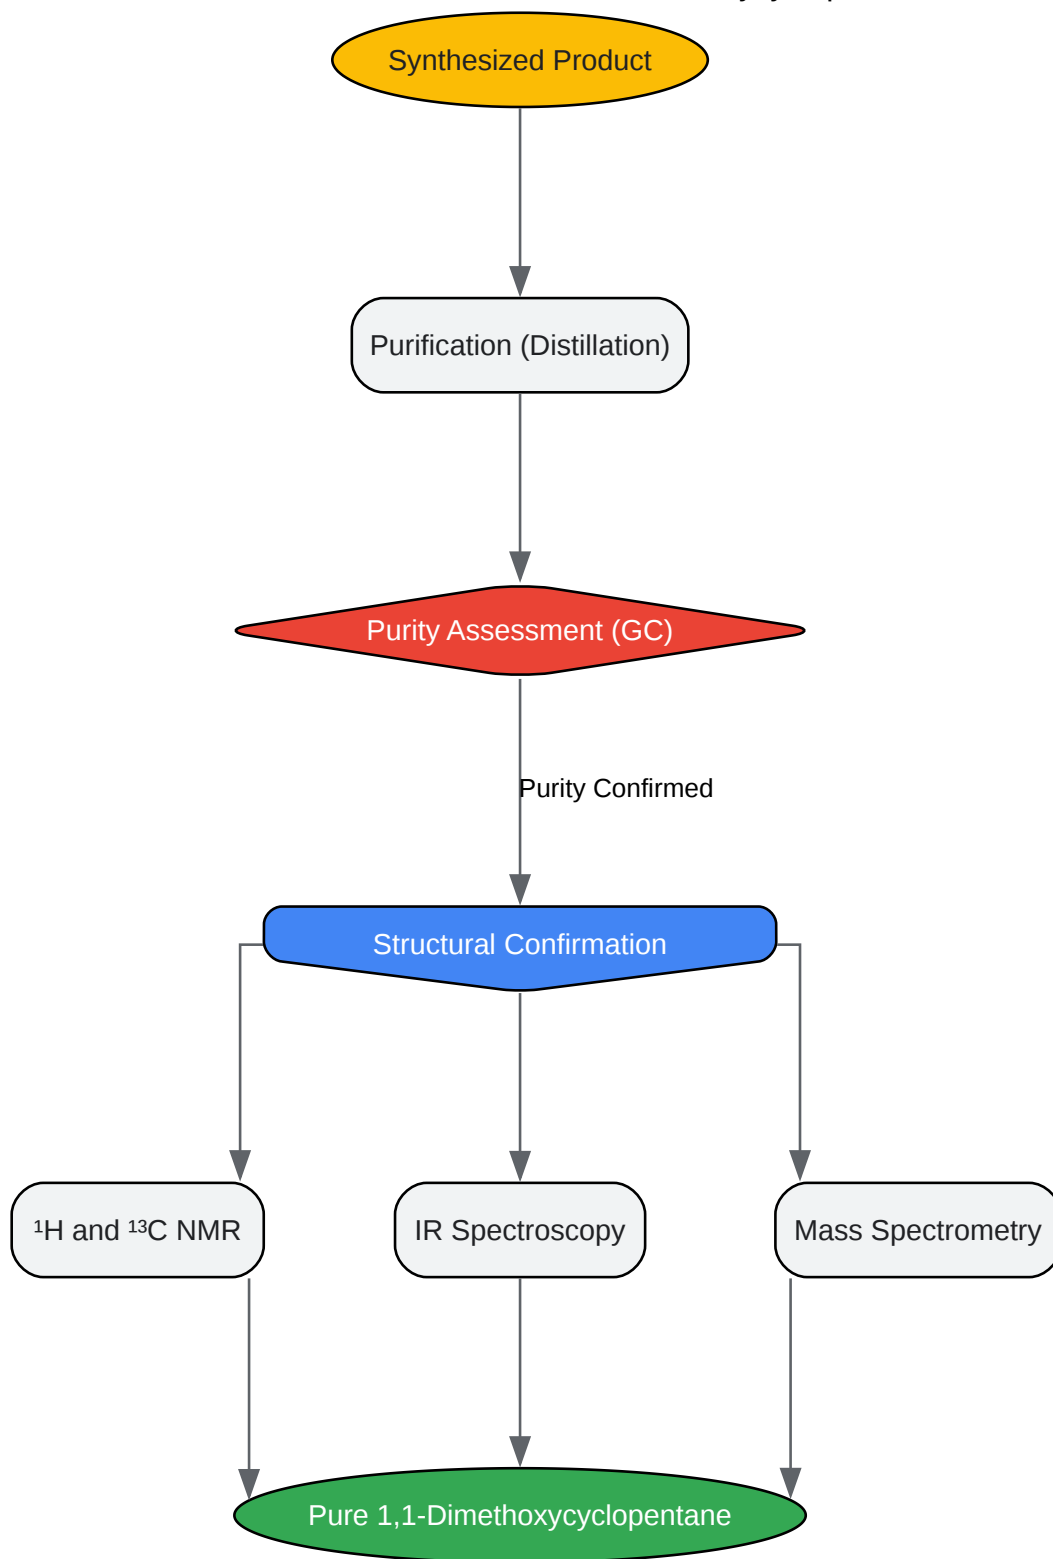 Synthesized Product
Purification (Distillation)
Purity Assessment (GC)
Purity Confirmed
Structural Confirmation
¹H and ¹³C NMR
IR Spectroscopy
Mass Spectrometry
Pure 1,1-Dimethoxycyclopentane